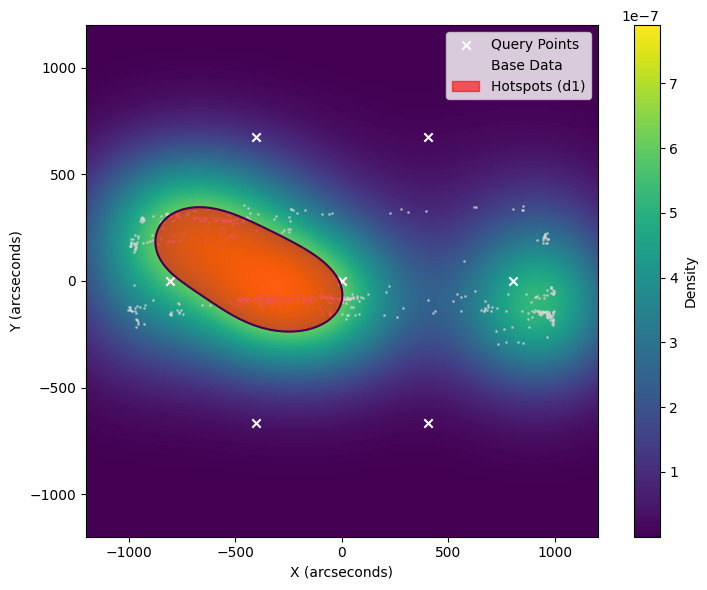 1e−7
Query Points
Base Data
Hotspots (d1)
1000
500
0
−500
−1000
Y (arcseconds)
−1000
−500
0
500
1000
X (arcseconds)
7
6
5
4
3
2
1
Density